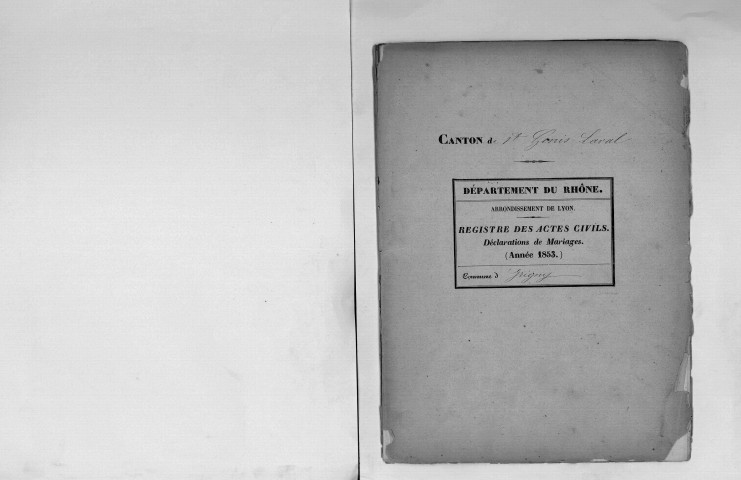 CANTON de St Genis Laval
DÉPARTEMENT DU RHÔNE.
ARRONDISSEMENT DE LYON.
REGISTRE DES ACTES CIVILS.
Déclarations de Mariages.
(Année 1853.)
Commune d'Irigny